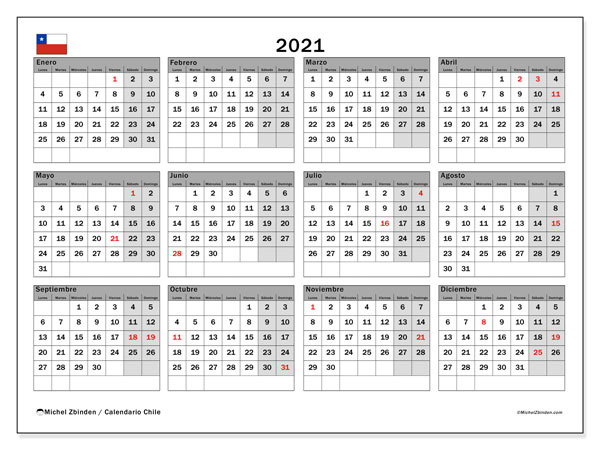 2021
Enero Febrero Marzo Abril
Lunes Martes Miércoles Jueves Viernes Sábado Domingo Lunes Martes Miércoles Jueves Viernes Sábado Domingo Lunes Martes Miércoles Jueves Viernes Sábado Domingo Lunes Martes Miércoles Jueves Viernes Sábado Domingo
1 2 3 1 2 3 4 5 6 7 1 2 3 4 5 6 7 1 2 3 4
4 5 6 7 8 9 10 8 9 10 11 12 13 14 8 9 10 11 12 13 14 5 6 7 8 9 10 11
11 12 13 14 15 16 17 15 16 17 18 19 20 21 15 16 17 18 19 20 21 12 13 14 15 16 17 18
18 19 20 21 22 23 24 22 23 24 25 26 27 28 22 23 24 25 26 27 28 19 20 21 22 23 24 25
25 26 27 28 29 30 31 29 30 31 26 27 28 29 30
Mayo Junio Julio Agosto
Lunes Martes Miércoles Jueves Viernes Sábado Domingo Lunes Martes Miércoles Jueves Viernes Sábado Domingo Lunes Martes Miércoles Jueves Viernes Sábado Domingo Lunes Martes Miércoles Jueves Viernes Sábado Domingo
1 2 1 2 3 4 5 6 1 2 3 4 1
3 4 5 6 7 8 9 7 8 9 10 11 12 13 5 6 7 8 9 10 11 2 3 4 5 6 7 8
10 11 12 13 14 15 16 14 15 16 17 18 19 20 12 13 14 15 16 17 18 9 10 11 12 13 14 15
17 18 19 20 21 22 23 21 22 23 24 25 26 27 19 20 21 22 23 24 25 16 17 18 19 20 21 22
24 25 26 27 28 29 30 28 29 30 26 27 28 29 30 31 23 24 25 26 27 28 29
31 30 31
Septiembre Octubre Noviembre Diciembre
Lunes Martes Miércoles Jueves Viernes Sábado Domingo Lunes Martes Miércoles Jueves Viernes Sábado Domingo Lunes Martes Miércoles Jueves Viernes Sábado Domingo Lunes Martes Miércoles Jueves Viernes Sábado Domingo
1 2 3 4 5 1 2 3 1 2 3 4 5 6 7 1 2 3 4 5
6 7 8 9 10 11 12 4 5 6 7 8 9 10 8 9 10 11 12 13 14 6 7 8 9 10 11 12
13 14 15 16 17 18 19 11 12 13 14 15 16 17 15 16 17 18 19 20 21 13 14 15 16 17 18 19
20 21 22 23 24 25 26 18 19 20 21 22 23 24 22 23 24 25 26 27 28 20 21 22 23 24 25 26
27 28 29 30 25 26 27 28 29 30 31 29 30 27 28 29 30 31
Michel Zbinden / Calendario Chile ©MichelZbinden.com